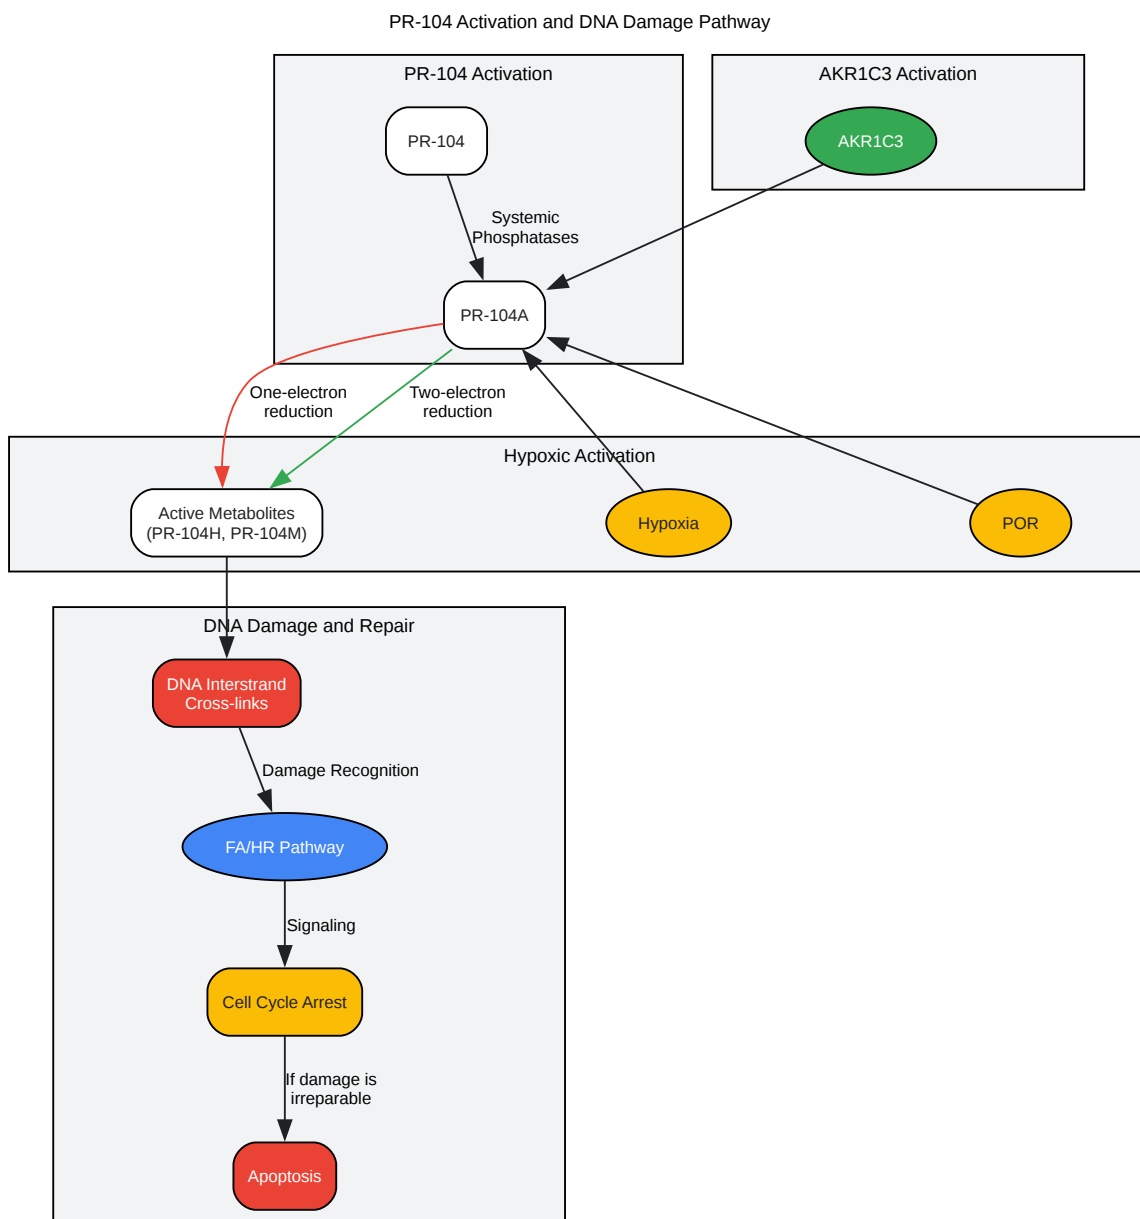 PR-104 Activation and DNA Damage Pathway
PR-104 Activation
AKR1C3 Activation
PR-104
AKR1C3
Systemic
Phosphatases
PR-104A
One-electron
reduction
Two-electron
reduction
Hypoxic Activation
Active Metabolites
(PR-104H, PR-104M)
Hypoxia
POR
DNA Damage and Repair
DNA Interstrand
Cross-links
Damage Recognition
FA/HR Pathway
Signaling
Cell Cycle Arrest
If damage is
irreparable
Apoptosis